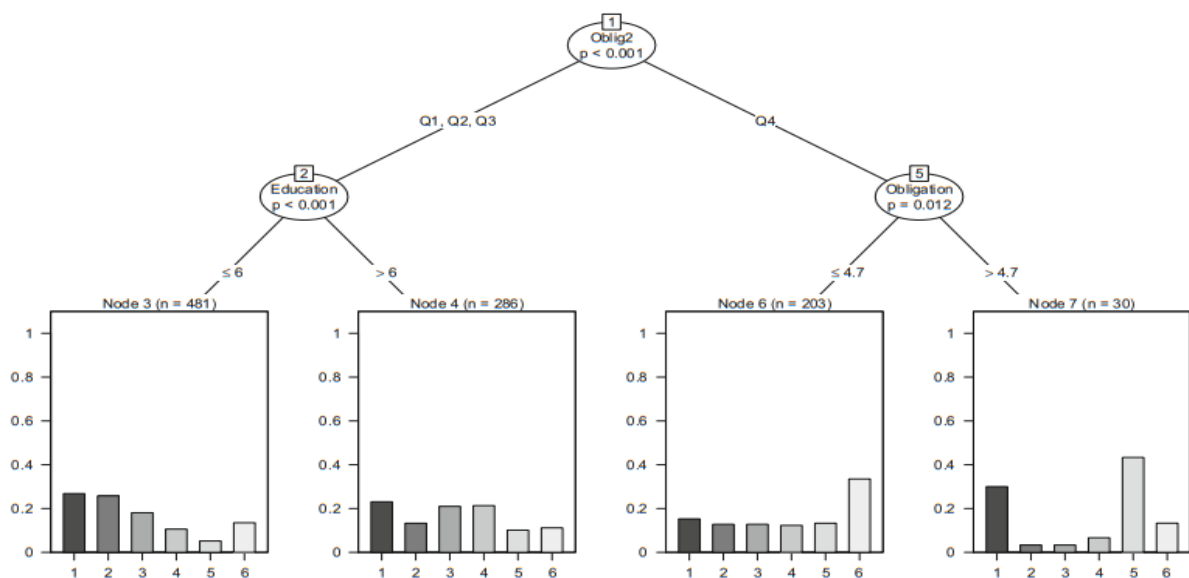 1
Oblig2
p < 0.001
Q1, Q2, Q3
Q4
2
Education
p < 0.001
5
Obligation
p = 0.012
≤ 6
> 6
≤ 4.7
> 4.7
Node 3 (n = 481)
1
0.8
0.6
0.4
0.2
0
1 2 3 4 5 6
Node 4 (n = 286)
1
0.8
0.6
0.4
0.2
0
1 2 3 4 5 6
Node 6 (n = 203)
1
0.8
0.6
0.4
0.2
0
1 2 3 4 5 6
Node 7 (n = 30)
1
0.8
0.6
0.4
0.2
0
1 2 3 4 5 6